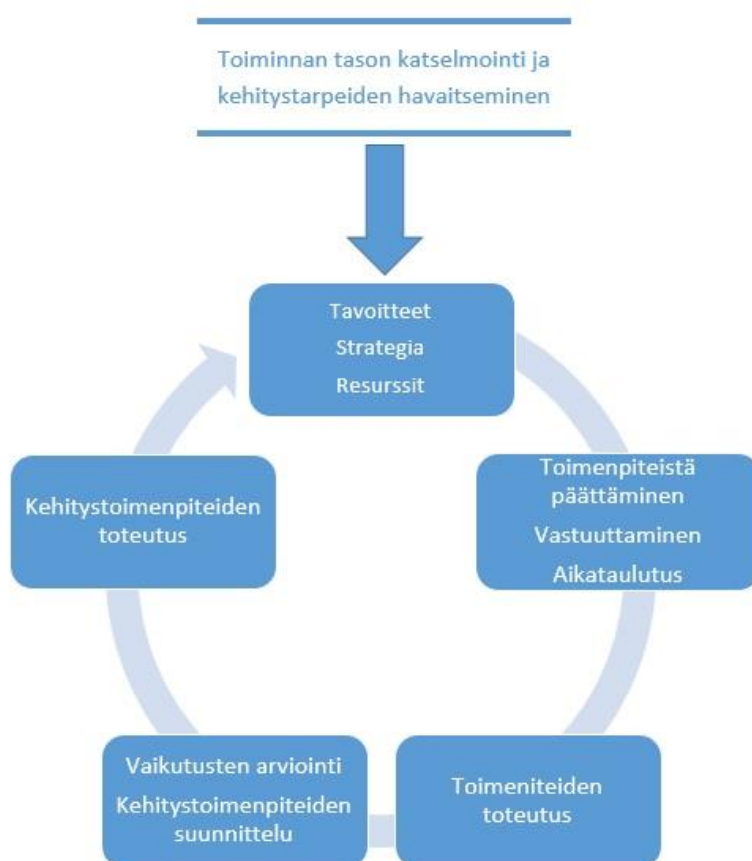 Toiminnan tason katselmointi ja
kehitystarpeiden havaitseminen
Tavoitteet
Strategia
Resurssit
Toimenpiteistä
päättäminen
Vastuuttaminen
Aikataulutus
Toimeniteiden
toteutus
Vaikutusten arviointi
Kehitystoimenpiteiden
suunnittelu
Kehitystoimenpiteiden
toteutus